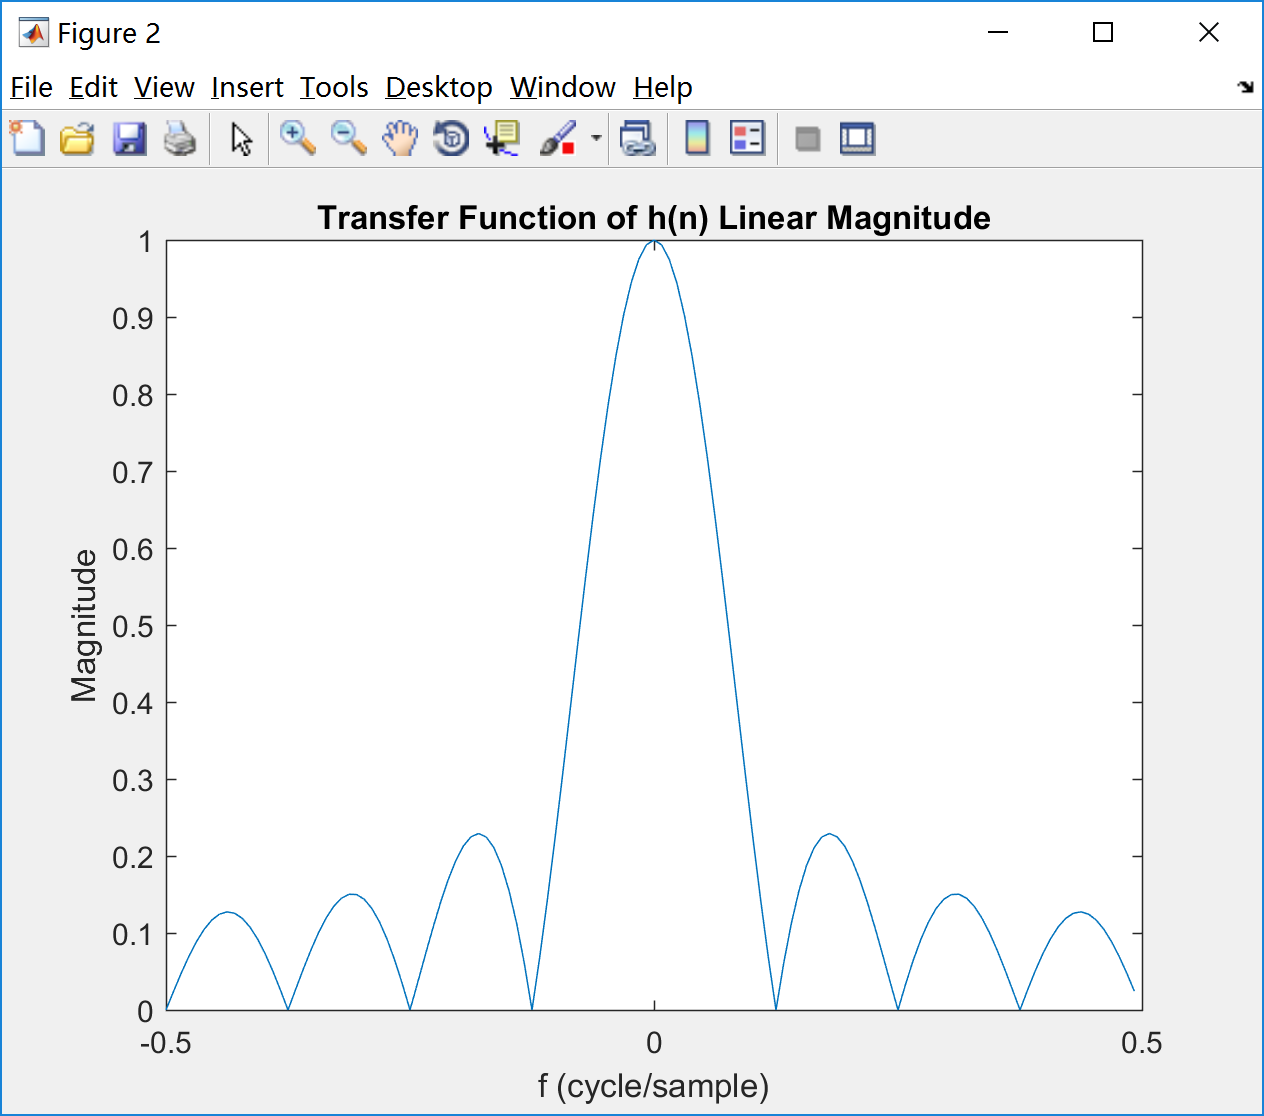 Figure 2
File Edit View Insert Tools Desktop Window Help
Transfer Function of h(n) Linear Magnitude
1
0.9
0.8
0.7
0.6
0.5
0.4
0.3
0.2
0.1
0
Magnitude
-0.5 0 0.5
f (cycle/sample)